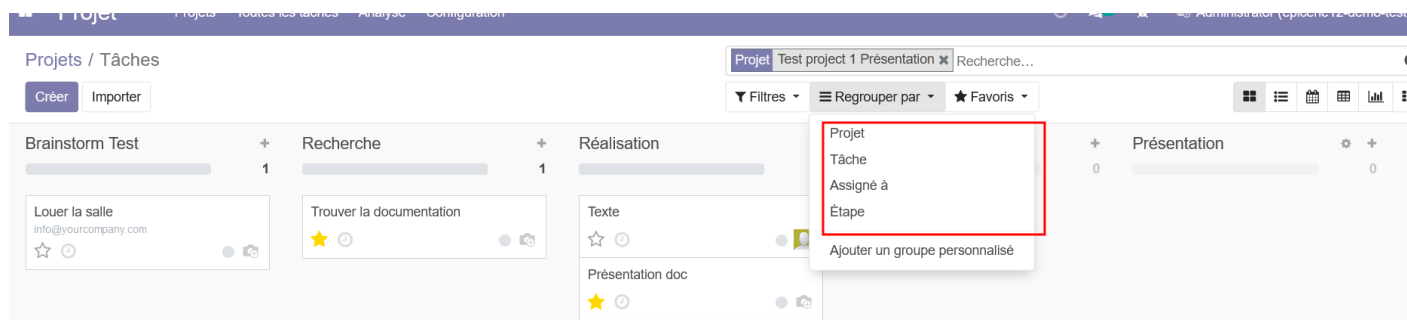 Projet Projets Toutes les tâches Analyse Configuration
Projets / Tâches
Projet Test project 1 Présentation ✖ Recherche...
Créer Importer
Filtres Regrouper par Favoris
Projet
Tâche
Assigné à
Étape
Ajouter un groupe personnalisé
Brainstorm Test +
1
Recherche +
1
Réalisation
+
0
Présentation +
0
Louer la salle
info@yourcompany.com
Trouver la documentation
Texte
Présentation doc